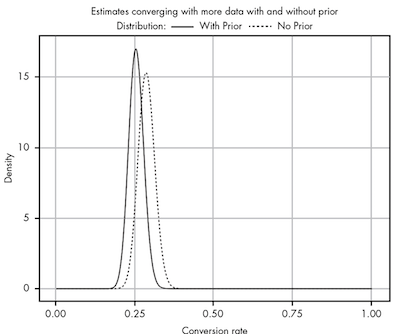 Estimates converging with more data with and without prior
Distribution: With Prior No Prior
15
10
5
0
Density
0.00 0.25 0.50 0.75 1.00
Conversion rate